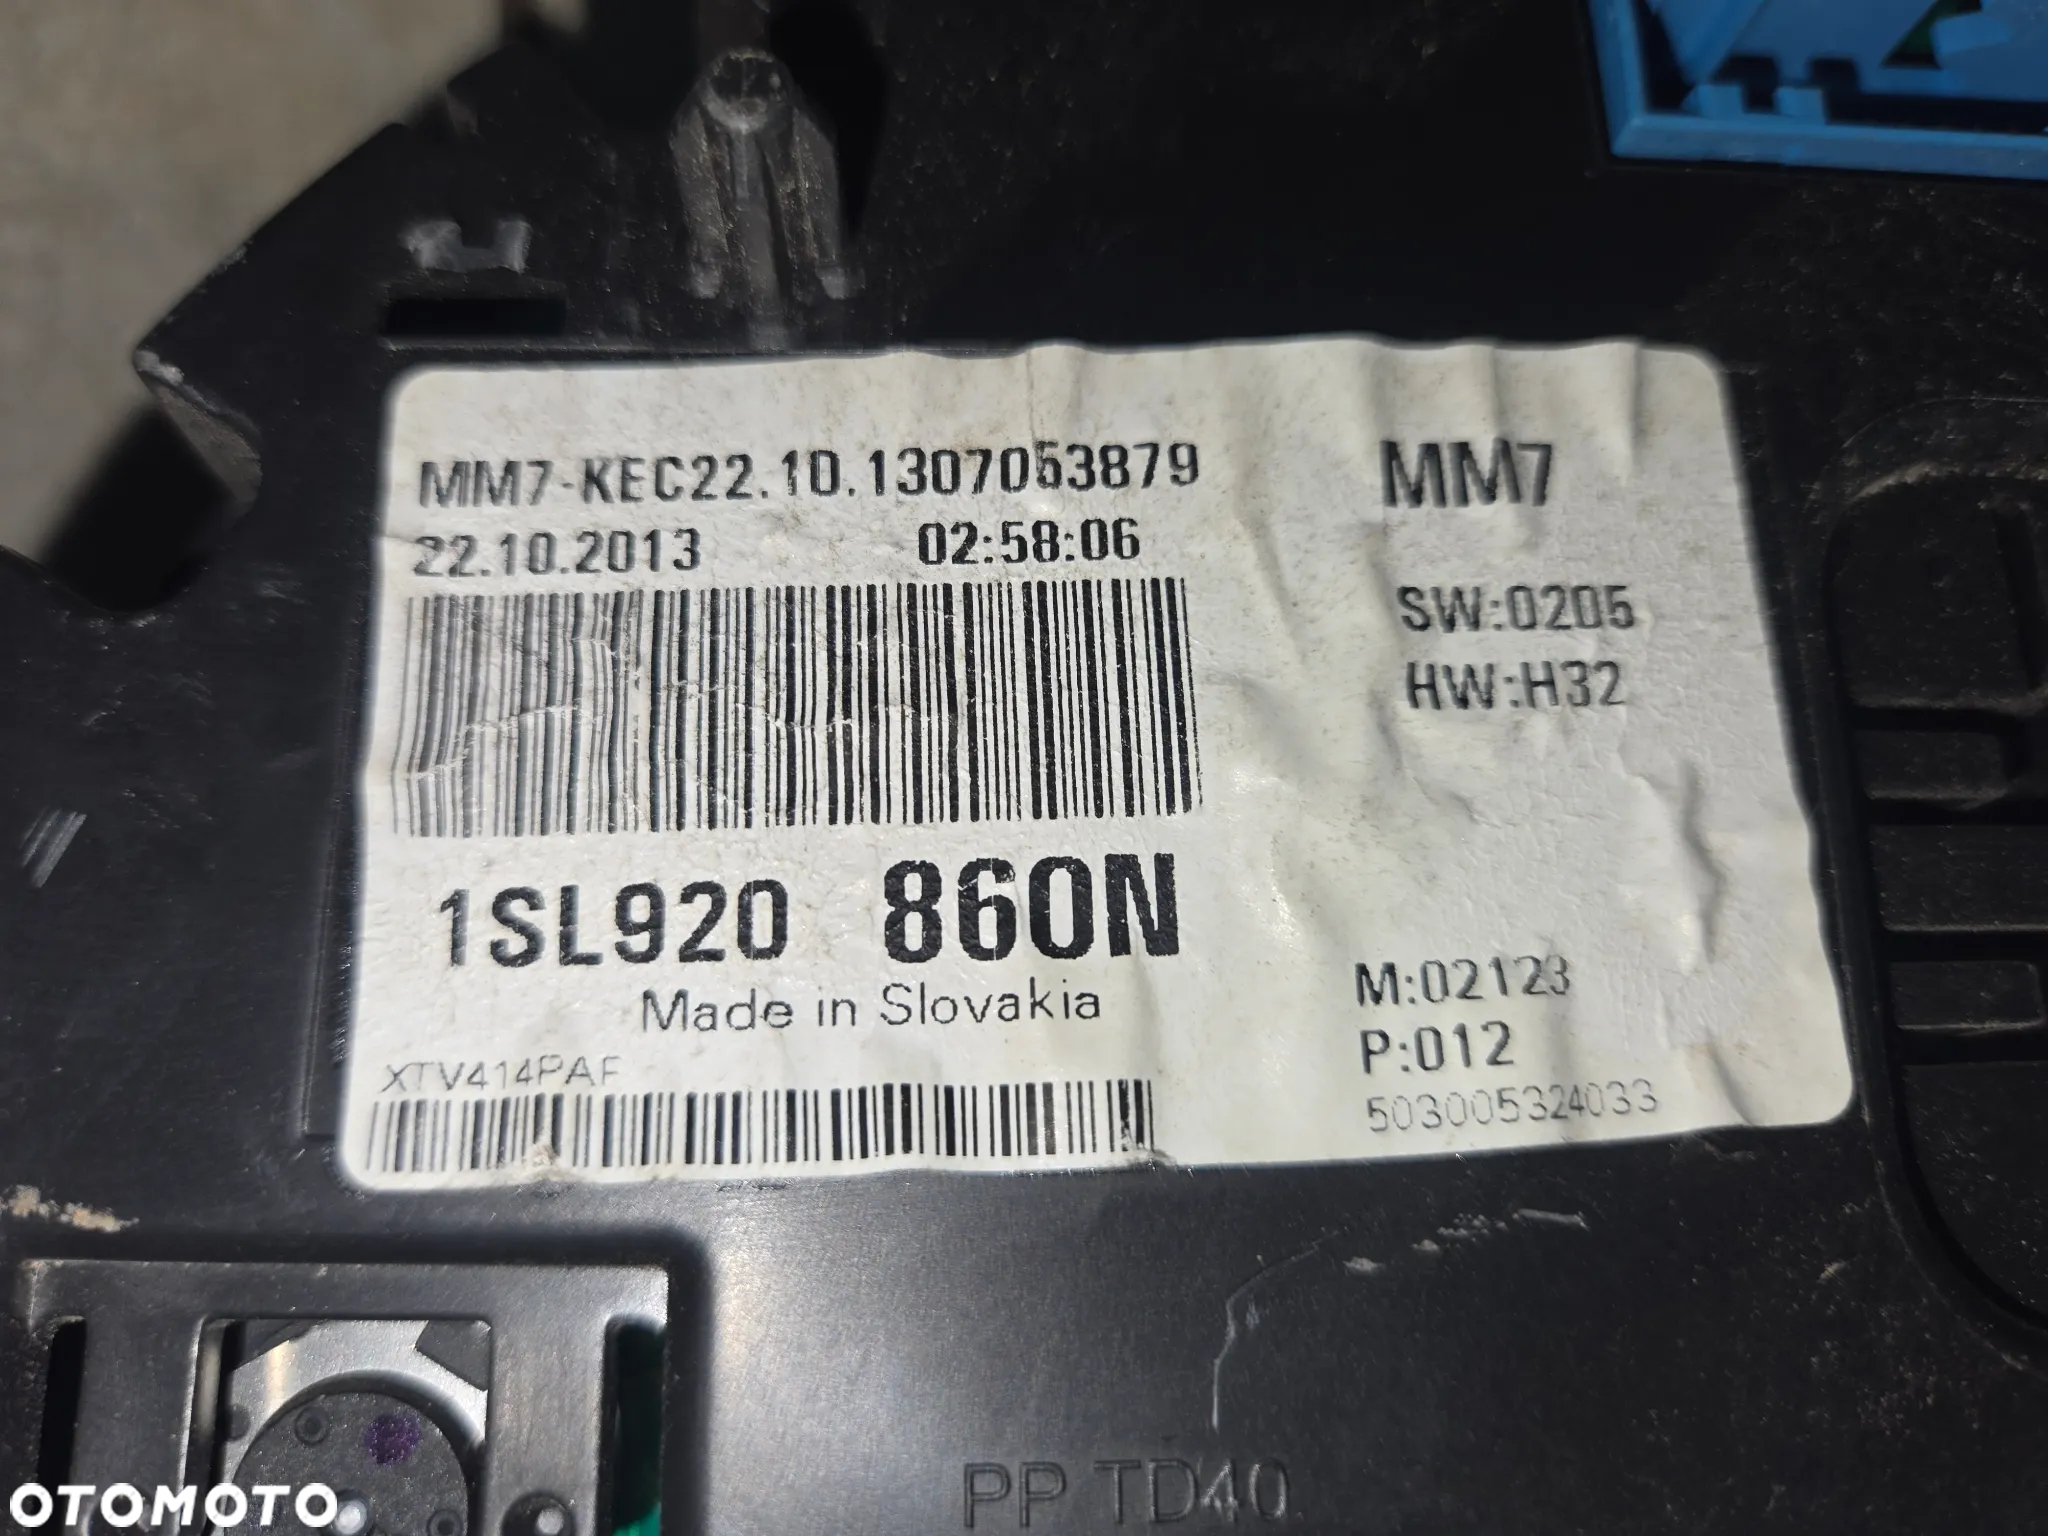 MM7-KEC22.10.1307053879
22.10.2013 02:58:06
1SL920 860N
Made in Slovakia
XTV414PAF
MM7
SW:0205
HW:H32
M:02123
P:012
503005324033
PP TD40
OTOMOTO